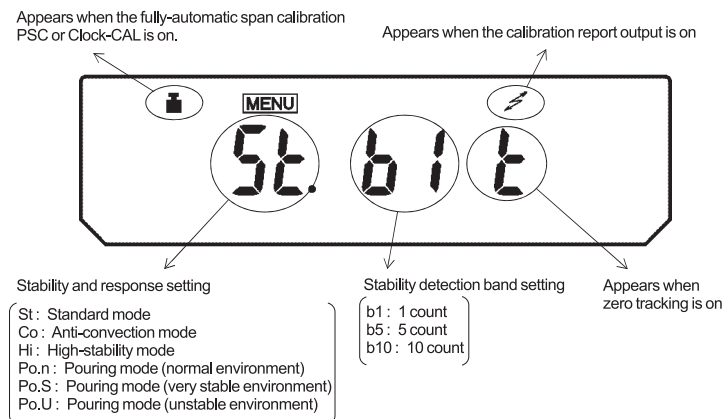 Appears when the fully-automatic span calibration
PSC or Clock-CAL is on.
Appears when the calibration report output is on
MENU
St. b1 t
Stability and response setting
St : Standard mode
Co : Anti-convection mode
Hi : High-stability mode
Po.n : Pouring mode (normal environment)
Po.S : Pouring mode (very stable environment)
Po.U : Pouring mode (unstable environment)
Stability detection band setting
b1 : 1 count
b5 : 5 count
b10 : 10 count
Appears when
zero tracking is on